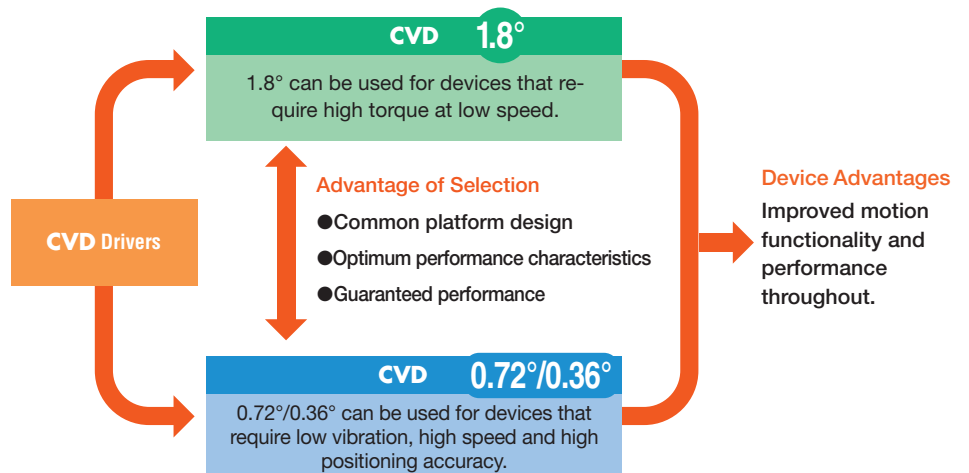 CVD 1.8°
1.8° can be used for devices that re-
quire high torque at low speed.
CVD Drivers
Advantage of Selection
●Common platform design
●Optimum performance characteristics
●Guaranteed performance
Device Advantages
Improved motion
functionality and
performance
throughout.
CVD 0.72°/0.36°
0.72°/0.36° can be used for devices that
require low vibration, high speed and high
positioning accuracy.